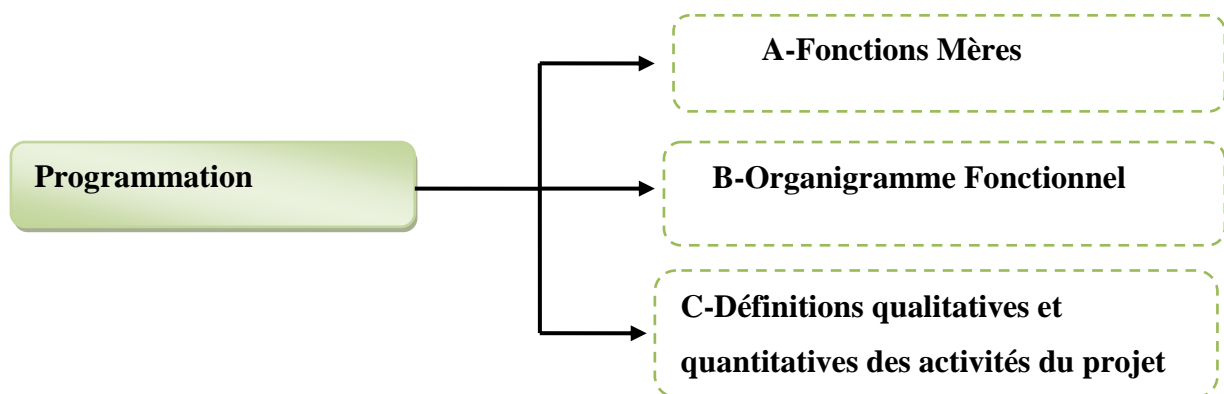 A-Fonctions Mères
Programmation
B-Organigramme Fonctionnel
C-Définitions qualitatives et
quantitatives des activités du projet